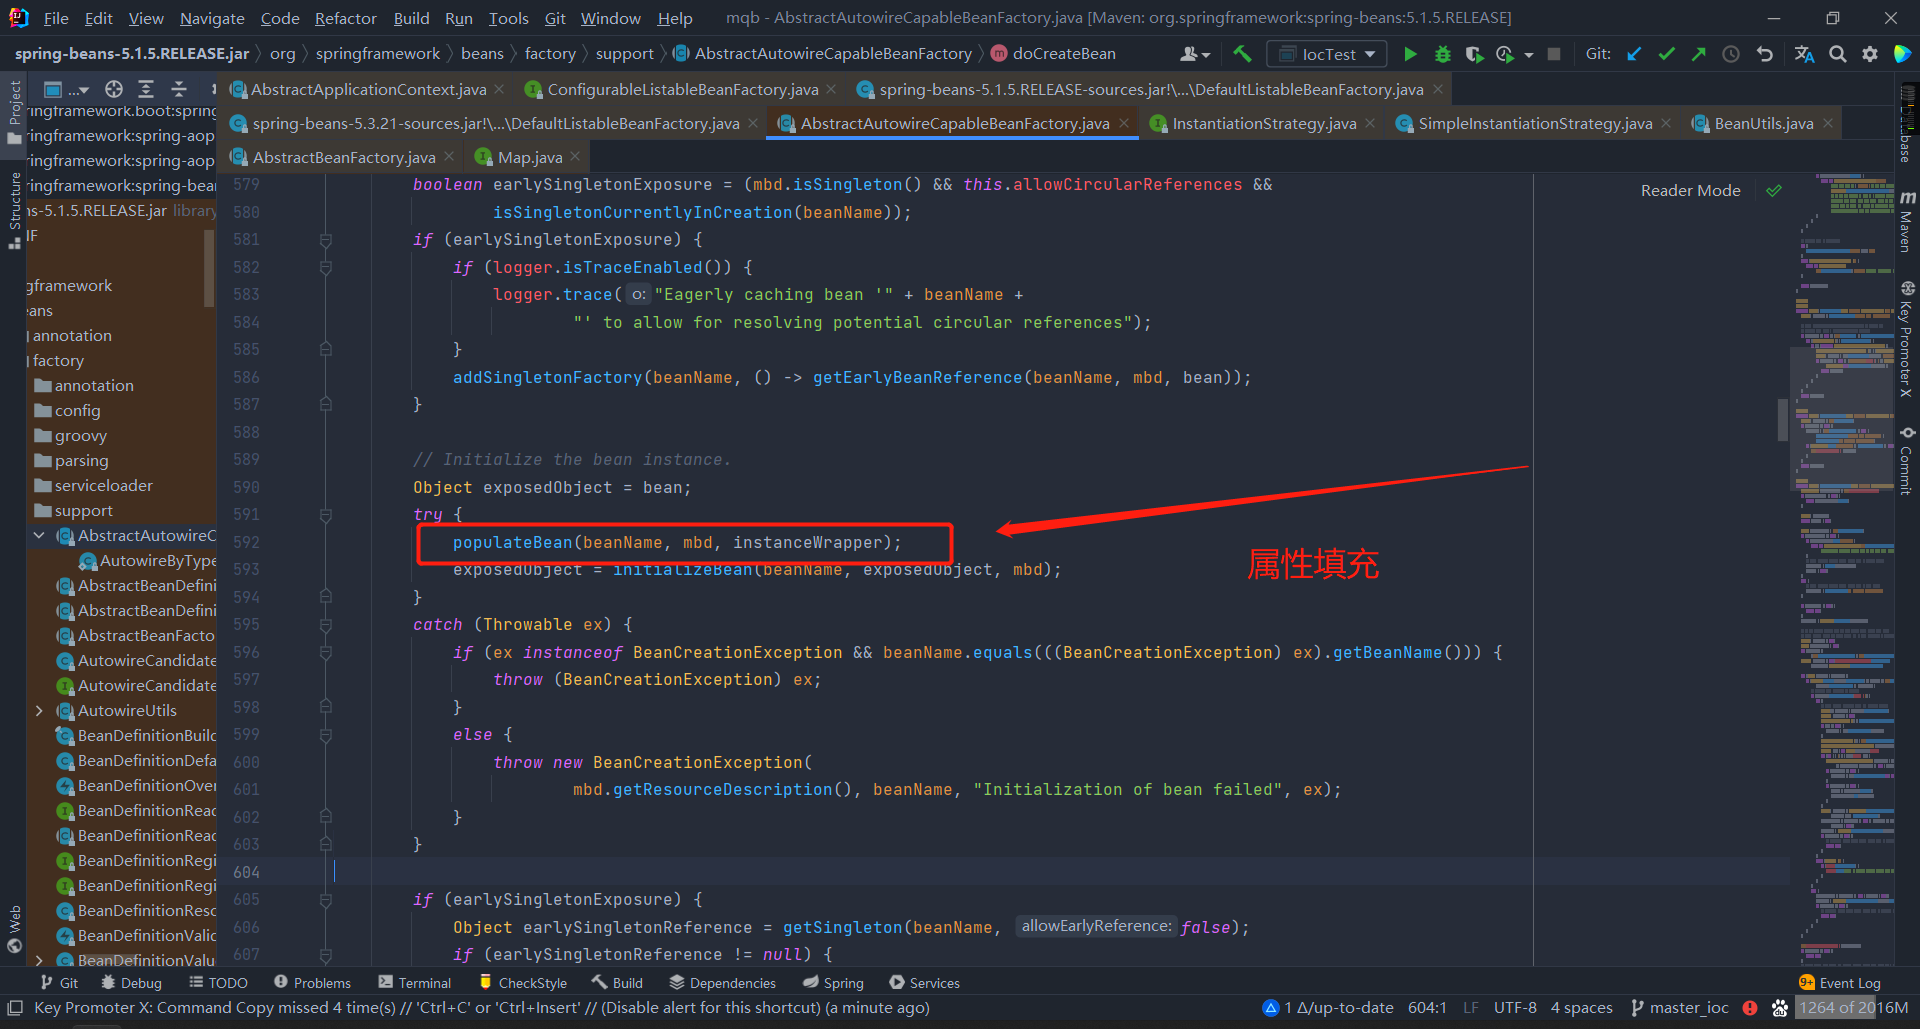 File Edit View Navigate Code Refactor Build Run Tools Git Window Help mqb - AbstractAutowireCapableBeanFactory.java [Maven: org.springframework:spring-beans:5.1.5.RELEASE]
spring-beans-5.1.5.RELEASE.jar org springframework beans factory support AbstractAutowireCapableBeanFactory doCreateBean IocTest Git:
AbstractApplicationContext.java ConfigurableListableBeanFactory.java spring-beans-5.1.5.RELEASE-sources.jar!\...\DefaultListableBeanFactory.java
spring-beans-5.3.21-sources.jar!\...\DefaultListableBeanFactory.java AbstractAutowireCapableBeanFactory.java InstantiationStrategy.java SimpleInstantiationStrategy.java BeanUtils.java
AbstractBeanFactory.java Map.java
Project
Structure
Web
ingframework.boot:spring
ringframework:spring-aop
ringframework:spring-aop
ringframework:spring-bear
ns-5.1.5.RELEASE.jar library
IF
gframework
eans
annotation
factory
annotation
config
groovy
parsing
serviceloader
support
AbstractAutowireC
AutowireByType
AbstractBeanDefini
AbstractBeanDefini
AbstractBeanFacto
AutowireCandidate
AutowireCandidate
AutowireUtils
BeanDefinitionBuilc
BeanDefinitionDefa
BeanDefinitionOver
BeanDefinitionReac
BeanDefinitionReac
BeanDefinitionRegi
BeanDefinitionRegi
BeanDefinitionResc
BeanDefinitionValic
BeanDefinitionValu
Reader Mode
579 boolean earlySingletonExposure = (mbd.isSingleton() && this.allowCircularReferences &&
580 isSingletonCurrentlyInCreation(beanName));
581 if (earlySingletonExposure) {
582 if (logger.isTraceEnabled()) {
583 logger.trace( o: "Eagerly caching bean '" + beanName +
584 "' to allow for resolving potential circular references");
585 }
586 addSingletonFactory(beanName, () -> getEarlyBeanReference(beanName, mbd, bean));
587 }
588
589 // Initialize the bean instance.
590 Object exposedObject = bean;
591 try {
592 populateBean(beanName, mbd, instanceWrapper);
593 exposedObject = initializeBean(beanName, exposedObject, mbd);
594 }
595 catch (Throwable ex) {
596 if (ex instanceof BeanCreationException && beanName.equals(((BeanCreationException) ex).getBeanName())) {
597 throw (BeanCreationException) ex;
598 }
599 else {
600 throw new BeanCreationException(
601 mbd.getResourceDescription(), beanName, "Initialization of bean failed", ex);
602 }
603 }
604
605 if (earlySingletonExposure) {
606 Object earlySingletonReference = getSingleton(beanName, allowEarlyReference: false);
607 if (earlySingletonReference != null) {
属性填充
Maven
Key Promoter X
Commit
Git Debug TODO Problems Terminal CheckStyle Build Dependencies Spring Services 9+ Event Log
Key Promoter X: Command Copy missed 4 time(s) // 'Ctrl+C' or 'Ctrl+Insert' // (Disable alert for this shortcut) (a minute ago) 1 Δ/up-to-date 604:1 LF UTF-8 4 spaces master_ioc 1264 of 2016M